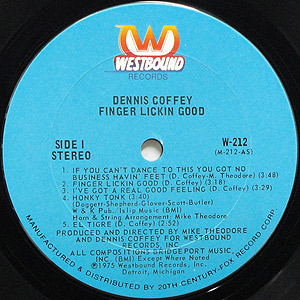 W
WESTBOUND
RECORDS
DENNIS COFFEY
FINGER LICKIN GOOD
SIDE I
STEREO
W-212
(M-212-AS)
1. IF YOU CAN'T DANCE TO THIS YOU GOT NO
BUSINESS HAVIN' FEET (D. Coffey-M. Theodore) (3:48)
2. FINGER LICKIN GOOD (D. Coffey) (3:18)
3. I'VE GOT A REAL GOOD FEELING (D. Coffey) (3:29)
4. HONKY TONK (3:30)
(Doggett-Shepherd-Glover-Scott-Butler)
W & K Pub./Islip Music (BMI)
Horn & String Arrangement: Mike Theodore
5. EL TIGRE (D. Coffey) (5:52)
PRODUCED AND DIRECTED BY MIKE THEODORE
AND DENNIS COFFEY FOR WESTBOUND
RECORDS, INC.
ALL COMPOSITIONS BRIDGEPORT MUSIC,
INC. (BMI) Except Where Noted
©1975 Westbound Records, Inc.
Detroit, Michigan
MANUFACTURED & DISTRIBUTED BY 20TH CENTURY-FOX RECORD CORP.